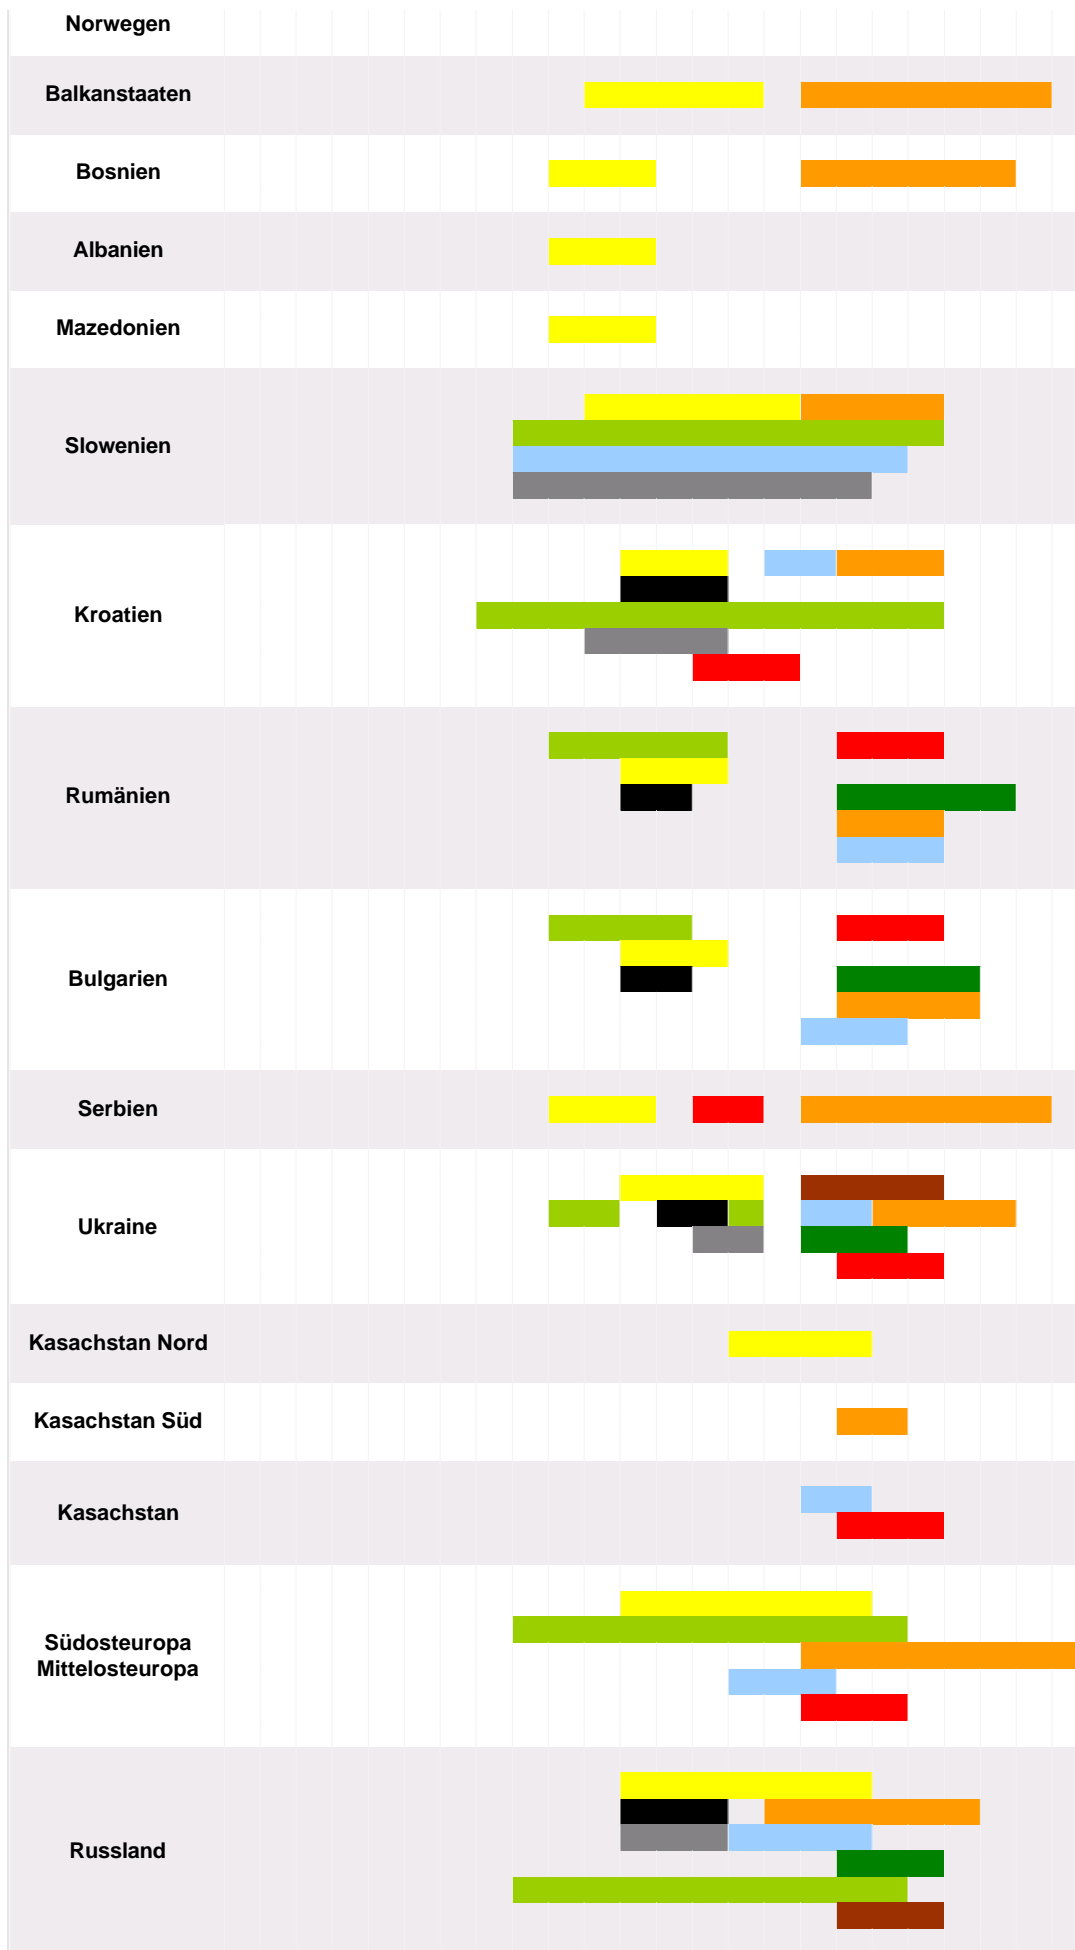 Norwegen
Balkanstaaten
Bosnien
Albanien
Mazedonien
Slowenien
Kroatien
Rumänien
Bulgarien
Serbien
Ukraine
Kasachstan Nord
Kasachstan Süd
Kasachstan
Südosteuropa
Mittelosteuropa
Russland